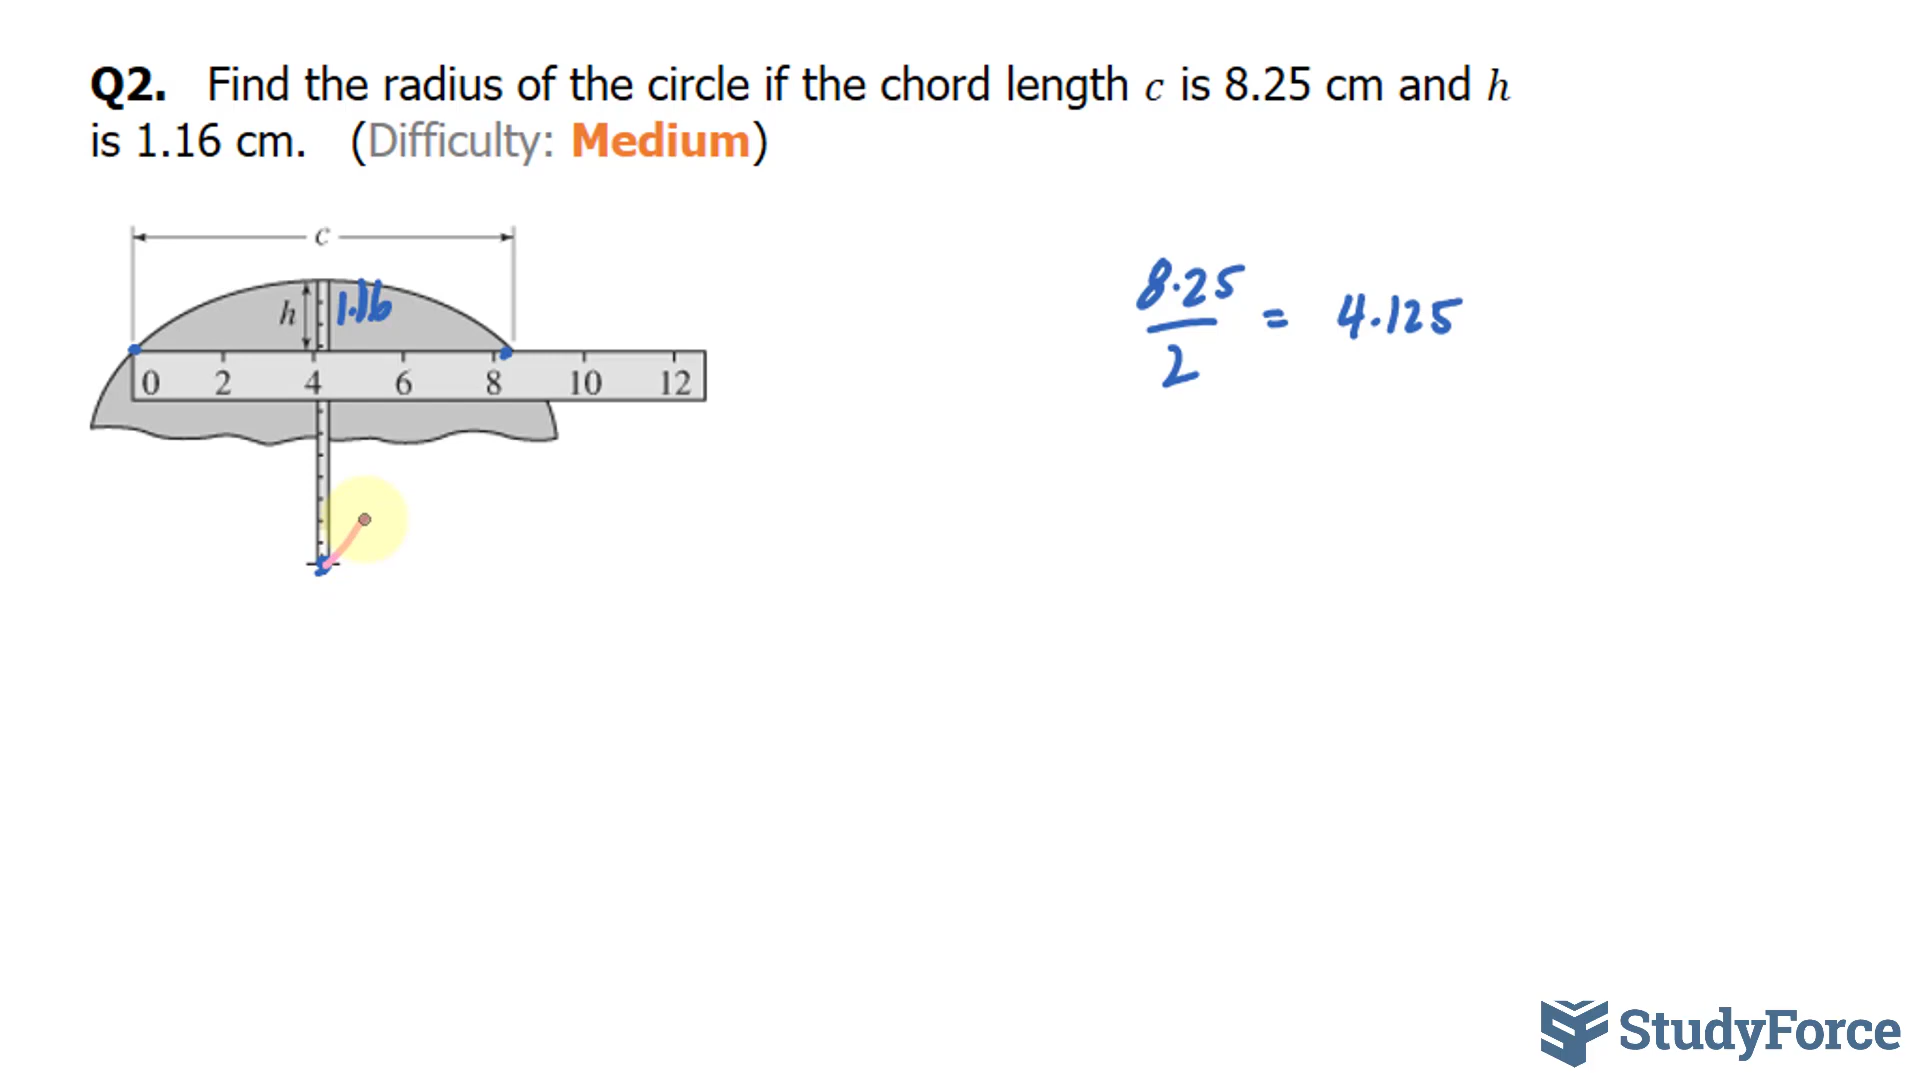 Q2. Find the radius of the circle if the chord length c is 8.25 cm and h
is 1.16 cm. (Difficulty: Medium)
c
h 1.16
0 2 4 6 8 10 12
8.25
= 4.125
2
StudyForce